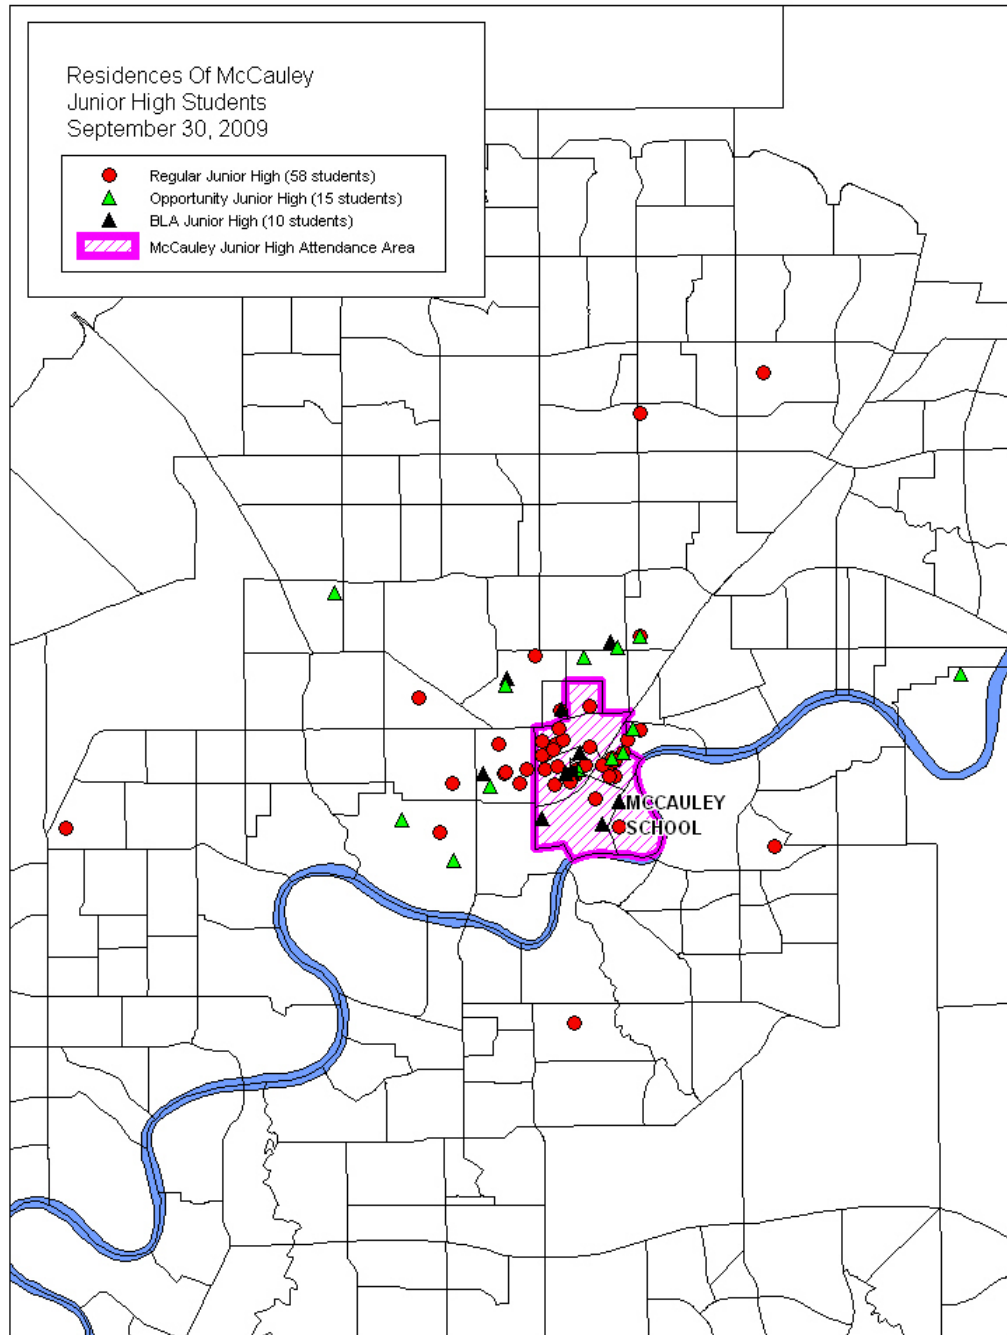 Residences Of McCauley
Junior High Students
September 30, 2009
Regular Junior High (58 students)
Opportunity Junior High (15 students)
BLA Junior High (10 students)
McCauley Junior High Attendance Area
MCCAULEY
SCHOOL